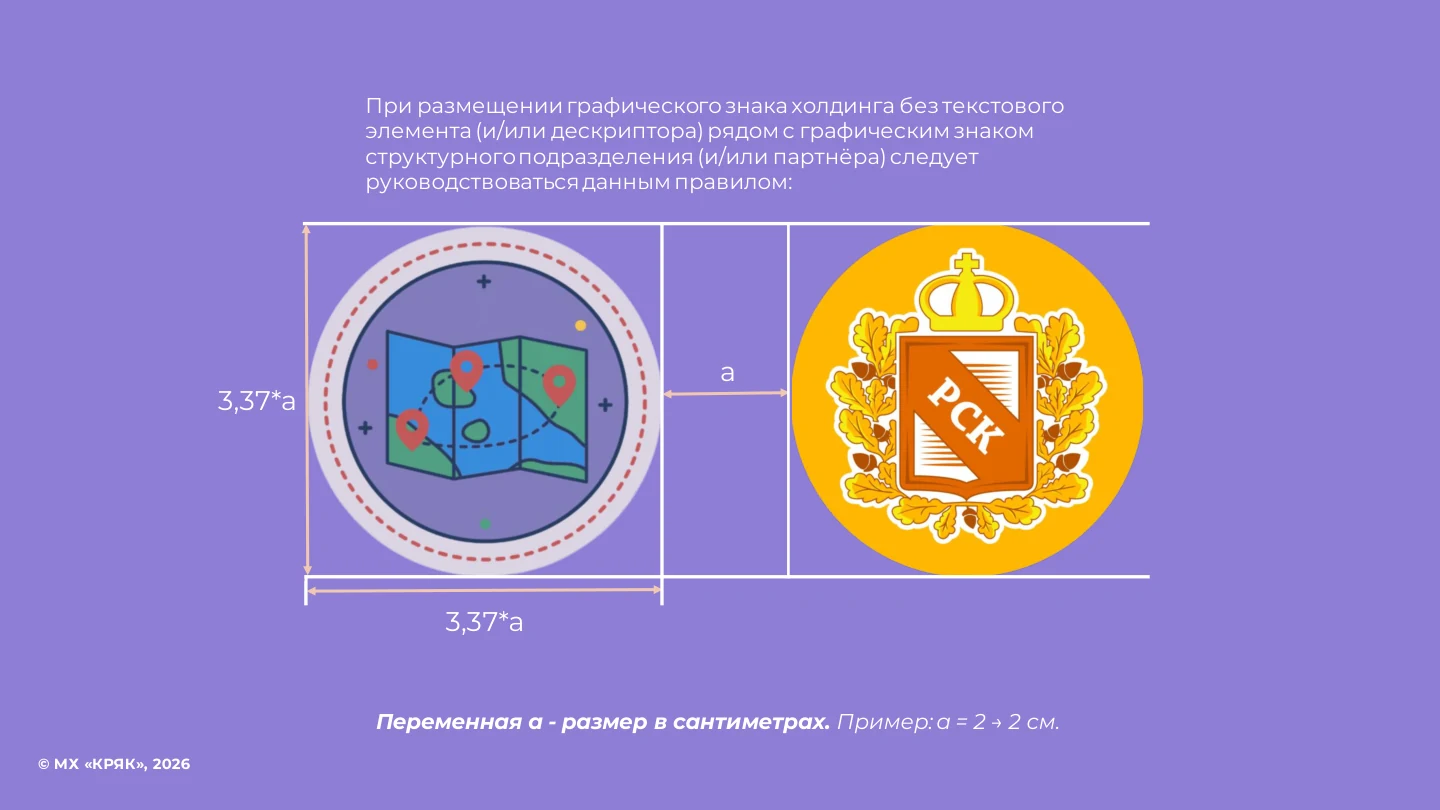 При размещении графического знака холдинга без текстового
элемента (и/или дескриптора) рядом с графическим знаком
структурного подразделения (и/или партнёра) следует
руководствоваться данным правилом:
a
3,37*a
РСК
3,37*a
Переменная a - размер в сантиметрах. Пример: a = 2 → 2 см.
© МХ «КРЯК», 2026